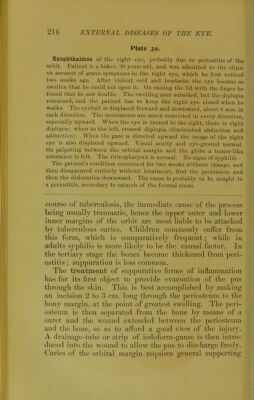 216 EXTERNAL DISEASES OF THE EYE.
Plate 39.
Exophthalmos of the right eye, probably due to periostitis of the
orbit. Patient is a baker, 20 years old, and was admitted to the clinic
on account of grave symptoms in the right eye, which he first noticed
two weeks ago. After violent cold and headache the eye became so
swollen that he could not open it. On raising the lid with the finger he
found that he saw double. The swelling soon subsided, but the diplopia
remained, and the patient has to keep the right eye closed when he
walks. The eyeball is displaced forward and downward, about 8 mm. in
each direction. The movements are much restricted in every direction,
especially upward. When the eye is turned to the right, there is right
diplopia; when to the left, crossed diplopia (diminished abduction and
adduction). When the gaze is directed upward the image of the right
eye is also displaced upward. Visual acuity and eye-ground normal.
On palpating between the orbital margin and the globe a tumor-like
resistance is felt. The rhinopharynx is normal. No signs of syphilis.
The patient's condition continued for two weeks without change, and
then disappeared entirely without treatment, first the protrusion and
then the dislocation downward. The cause is probably to be sought in
a periostitis, secondary to catarrh of the frontal sinus.
course of tuberculosis, the immediate cause of the process
being usually traumatic, hence the upper outer and lower
inner margins of the orbit are most liable to be attacked
by tuberculous caries. Children commonly suffer from
this form, which is comparatively frequent; while in
adults syphilis is more likely to be the causal factor. In
the tertiary stage the bones become thickened from peri-
ostitis; suppuration is less common.
The treatment of suppurative forms of inflammation
has for its first object to provide evacuation of the pus
through the skin. This is best accomplished by making
an incision 2 to 3 cm. long through the periosteum to the
bony margin, at the point of greatest swelling. The peri-
osteum is then separated from the bone by means of a
curet and the wound extended between the periosteum
and the bone, so as to afford a good view of the injury.
A drainage-tube or strip of iodoform-gauze is then intro-
duced into the wound to allow the pus to discharge freely.
Caries of the orbital margin requires general supporting